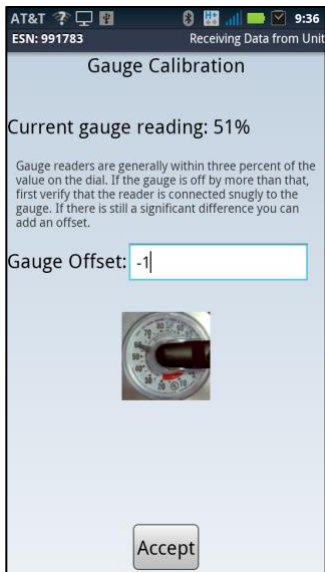 AT&T 9:36
ESN: 991783 Receiving Data from Unit
Gauge Calibration
Current gauge reading: 51%
Gauge readers are generally within three percent of the
value on the dial. If the gauge is off by more than that,
first verify that the reader is connected snugly to the
gauge. If there is still a significant difference you can
add an offset.
Gauge Offset: -1
Accept